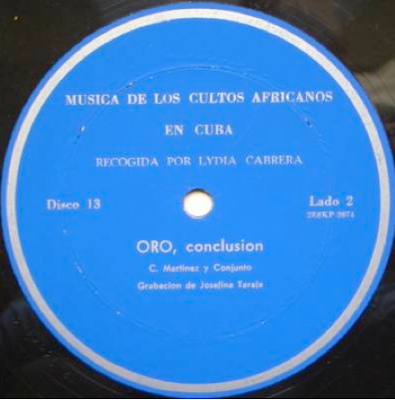 MUSICA DE LOS CULTOS AFRICANOS
EN CUBA
RECOGIDA POR LYDIA CABRERA
Disco 13
Lado 2
ORO, conclusion
C. Martinez y Conjunto
Grabacion de Josefina Tarafa